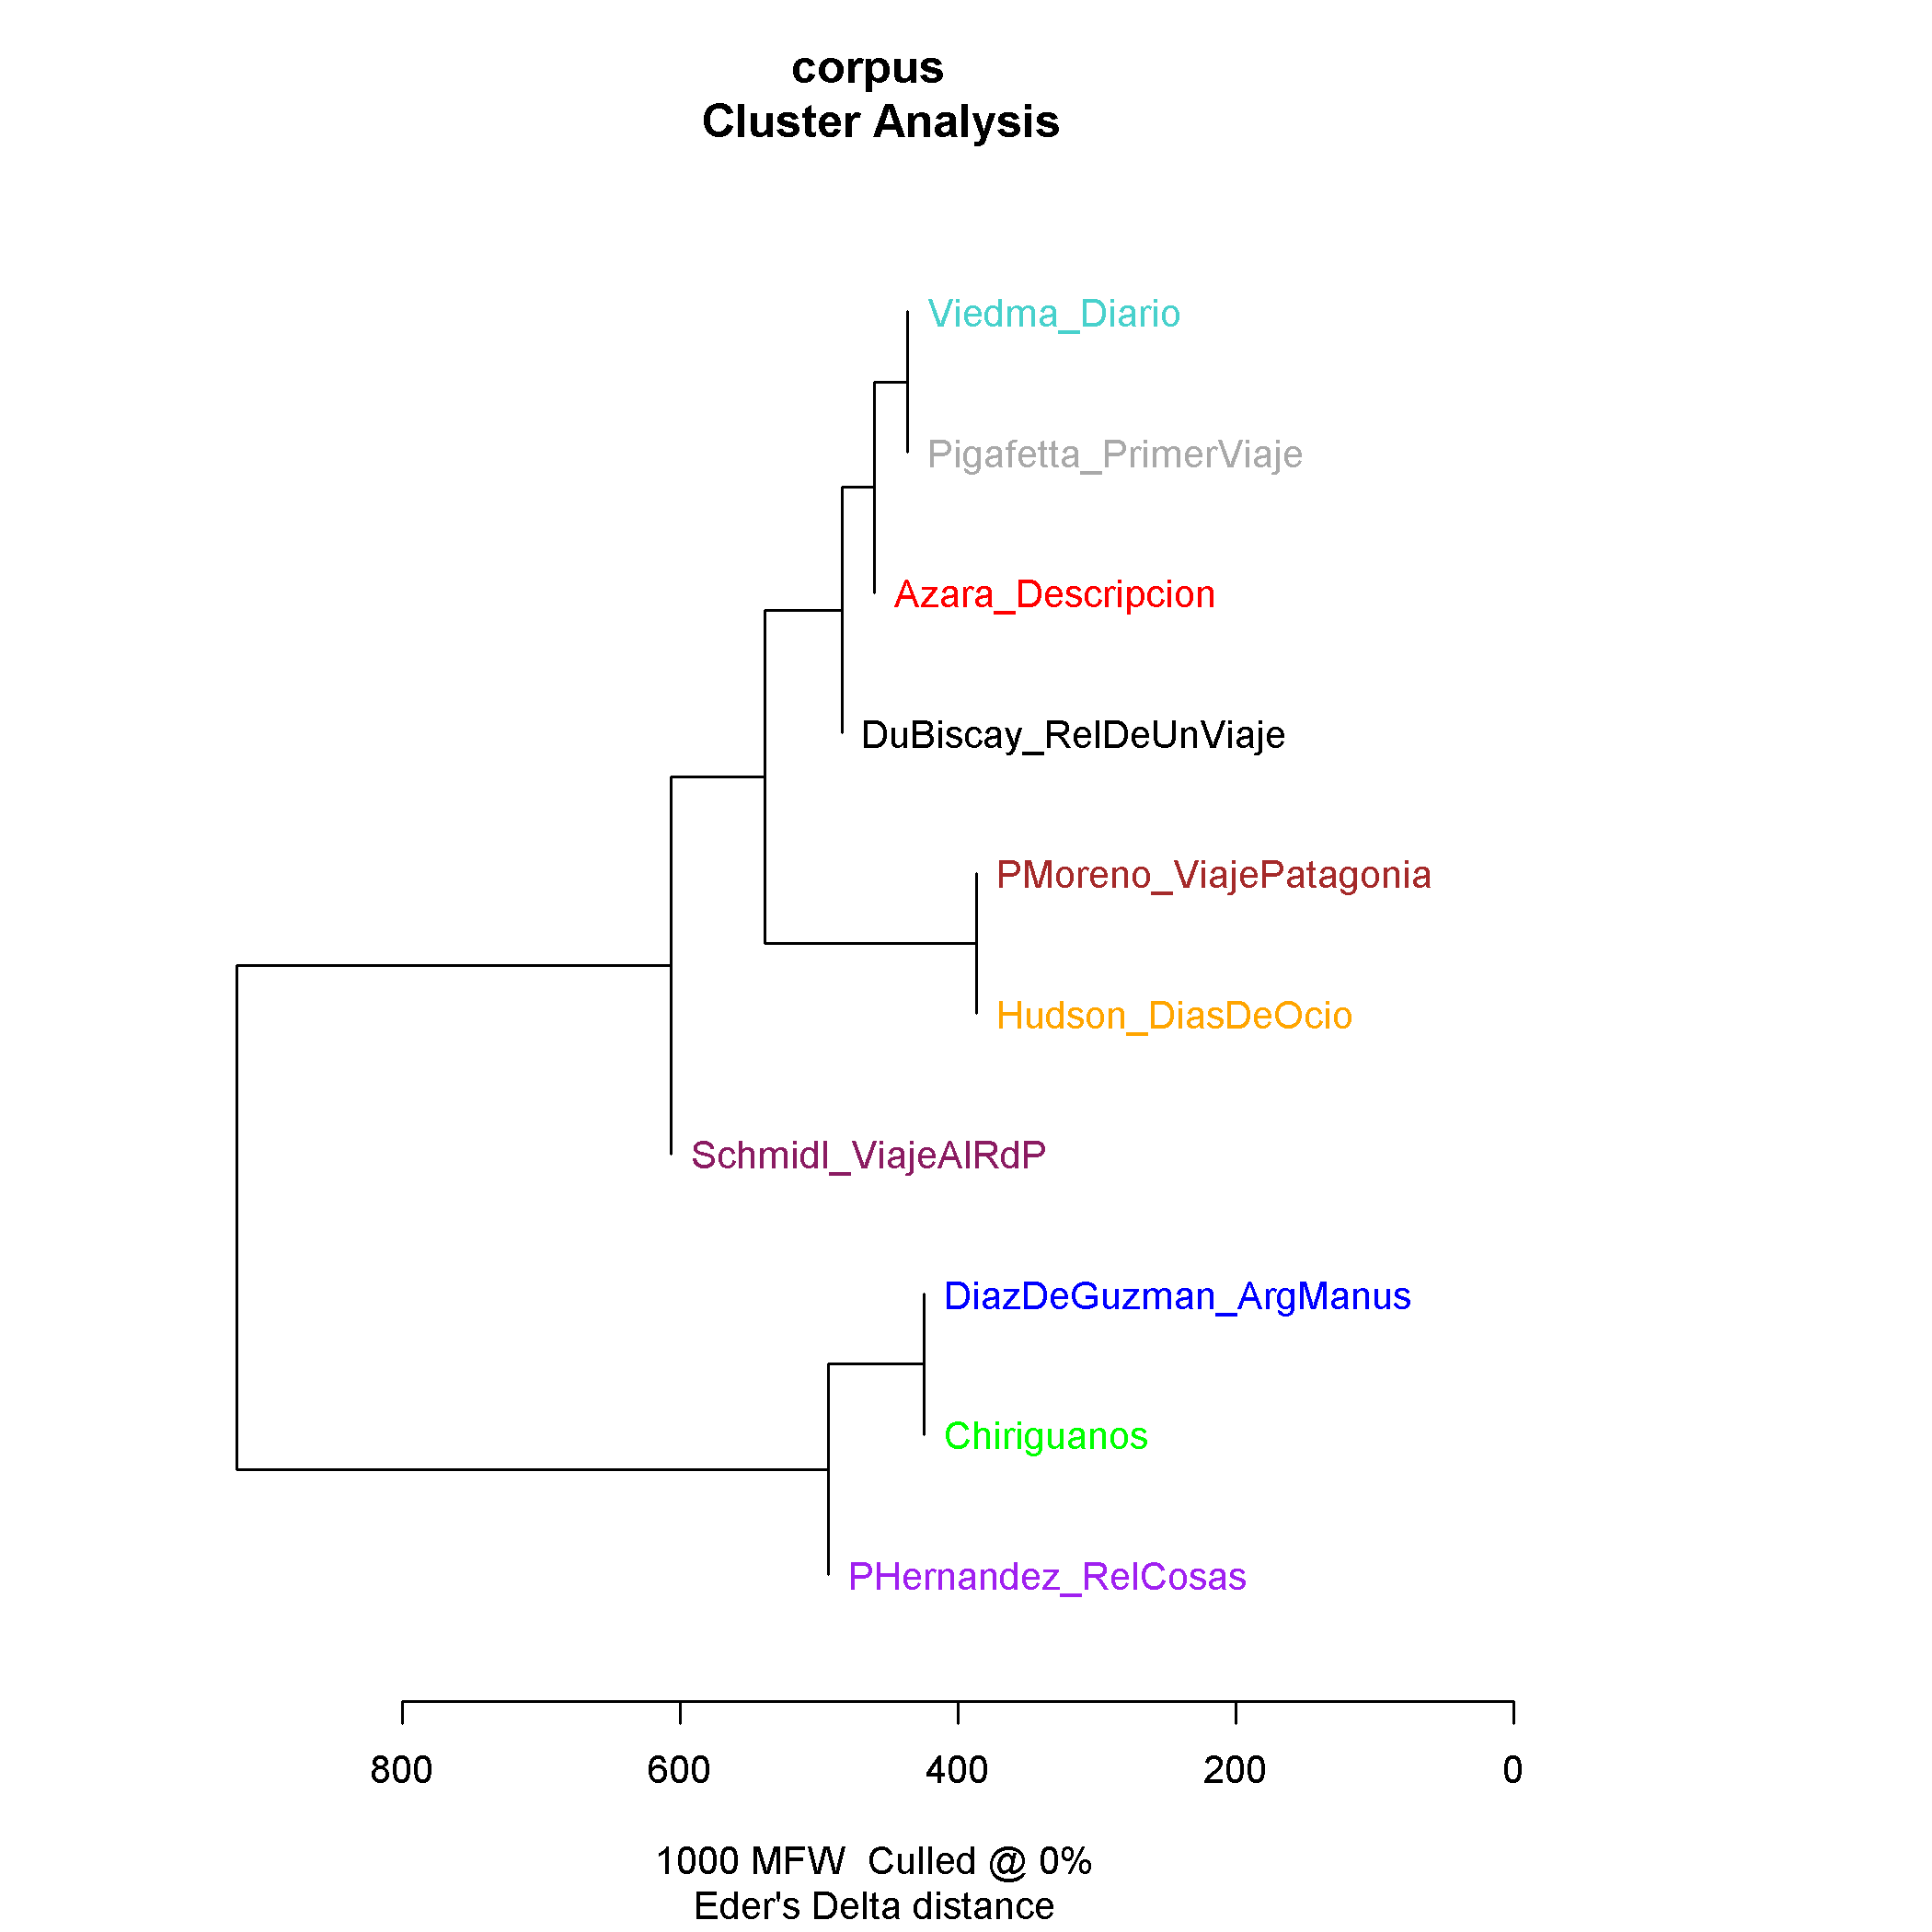 corpus
Cluster Analysis
Viedma_Diario
Pigafetta_PrimerViaje
Azara_Descripcion
DuBiscay_RelDeUnViaje
PMoreno_ViajePatagonia
Hudson_DiasDeOcio
Schmidl_ViajeAlRdP
DiazDeGuzman_ArgManus
Chiriguanos
PHernandez_RelCosas
800 600 400 200 0
1000 MFW  Culled @ 0%
Eder's Delta distance